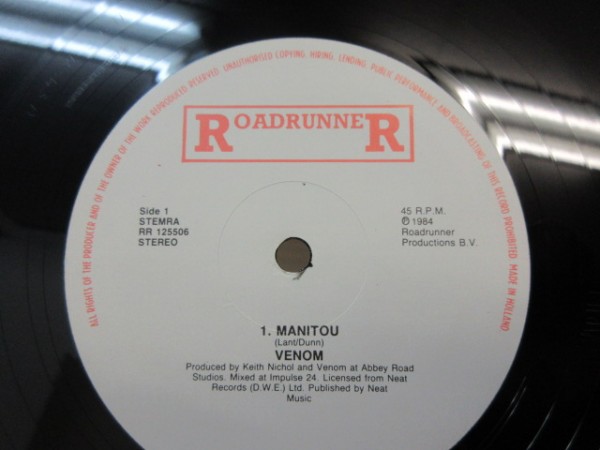 ALL RIGHTS OF THE PRODUCER AND OF THE OWNER OF THE WORK REPRODUCED RESERVED. UNAUTHORISED COPYING, HIRING, LENDING, PUBLIC PERFORMANCE AND BROADCASTING OF THIS RECORD PROHIBITED. MADE IN HOLLAND
ROADRUNNER
Side 1
STEMRA
RR 125506
STEREO
45 R.P.M.
℗ 1984
Roadrunner
Productions B.V.
1. MANITOU
(Lant/Dunn)
VENOM
Produced by Keith Nichol and Venom at Abbey Road
Studios. Mixed at Impulse 24. Licensed from Neat
Records (D.W.E.) Ltd. Published by Neat
Music